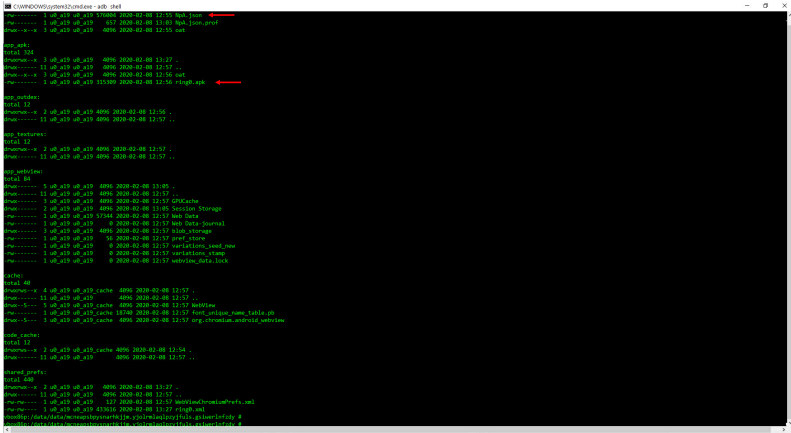 C:\WINDOWS\system32\cmd.exe - adb shell
-rw------- 1 u0_a19 u0_a19 576004 2020-02-08 12:55 NpA.json
-rw------- 1 u0_a19 u0_a19 657 2020-02-08 13:03 NpA.json.prof
drwx--x--x 3 u0_a19 u0_a19 4096 2020-02-08 12:55 oat
app_apk:
total 324
drwxrwx--x 3 u0_a19 u0_a19 4096 2020-02-08 13:27 .
drwx------ 11 u0_a19 u0_a19 4096 2020-02-08 12:57 ..
drwx--x--x 3 u0_a19 u0_a19 4096 2020-02-08 12:56 oat
-rw------- 1 u0_a19 u0_a19 315309 2020-02-08 12:56 ring0.apk
app_outdex:
total 12
drwxrwx--x 2 u0_a19 u0_a19 4096 2020-02-08 12:56 .
drwx------ 11 u0_a19 u0_a19 4096 2020-02-08 12:57 ..
app_textures:
total 12
drwxrwx--x 2 u0_a19 u0_a19 4096 2020-02-08 12:57 .
drwx------ 11 u0_a19 u0_a19 4096 2020-02-08 12:57 ..
app_webview:
total 84
drwx------ 5 u0_a19 u0_a19 4096 2020-02-08 13:05 .
drwx------ 11 u0_a19 u0_a19 4096 2020-02-08 12:57 ..
drwx------ 3 u0_a19 u0_a19 4096 2020-02-08 12:57 GPUCache
drwx------ 2 u0_a19 u0_a19 4096 2020-02-08 13:05 Session Storage
-rw------- 1 u0_a19 u0_a19 57344 2020-02-08 12:57 Web Data
-rw------- 1 u0_a19 u0_a19 0 2020-02-08 12:57 Web Data-journal
drwx------ 3 u0_a19 u0_a19 4096 2020-02-08 12:57 blob_storage
-rw------- 1 u0_a19 u0_a19 56 2020-02-08 12:57 pref_store
-rw------- 1 u0_a19 u0_a19 0 2020-02-08 12:57 variations_seed_new
-rw------- 1 u0_a19 u0_a19 0 2020-02-08 12:57 variations_stamp
-rw------- 1 u0_a19 u0_a19 0 2020-02-08 12:57 webview_data.lock
cache:
total 40
drwxrws--x 4 u0_a19 u0_a19_cache 4096 2020-02-08 12:57 .
drwx------ 11 u0_a19 u0_a19 4096 2020-02-08 12:57 ..
drwx--S--- 5 u0_a19 u0_a19_cache 4096 2020-02-08 12:57 WebView
-rw------- 1 u0_a19 u0_a19_cache 18748 2020-02-08 12:57 font_unique_name_table.pb
drwx--S--- 3 u0_a19 u0_a19_cache 4096 2020-02-08 12:57 org.chromium.android_webview
code_cache:
total 12
drwxrws--x 2 u0_a19 u0_a19_cache 4096 2020-02-08 12:54 .
drwx------ 11 u0_a19 u0_a19 4096 2020-02-08 12:57 ..
shared_prefs:
total 440
drwxrwx--x 2 u0_a19 u0_a19 4096 2020-02-08 13:27 .
drwx------ 11 u0_a19 u0_a19 4096 2020-02-08 12:57 ..
-rw-rw---- 1 u0_a19 u0_a19 127 2020-02-08 12:57 WebViewChromiumPrefs.xml
-rw-rw---- 1 u0_a19 u0_a19 433616 2020-02-08 13:27 ring0.xml